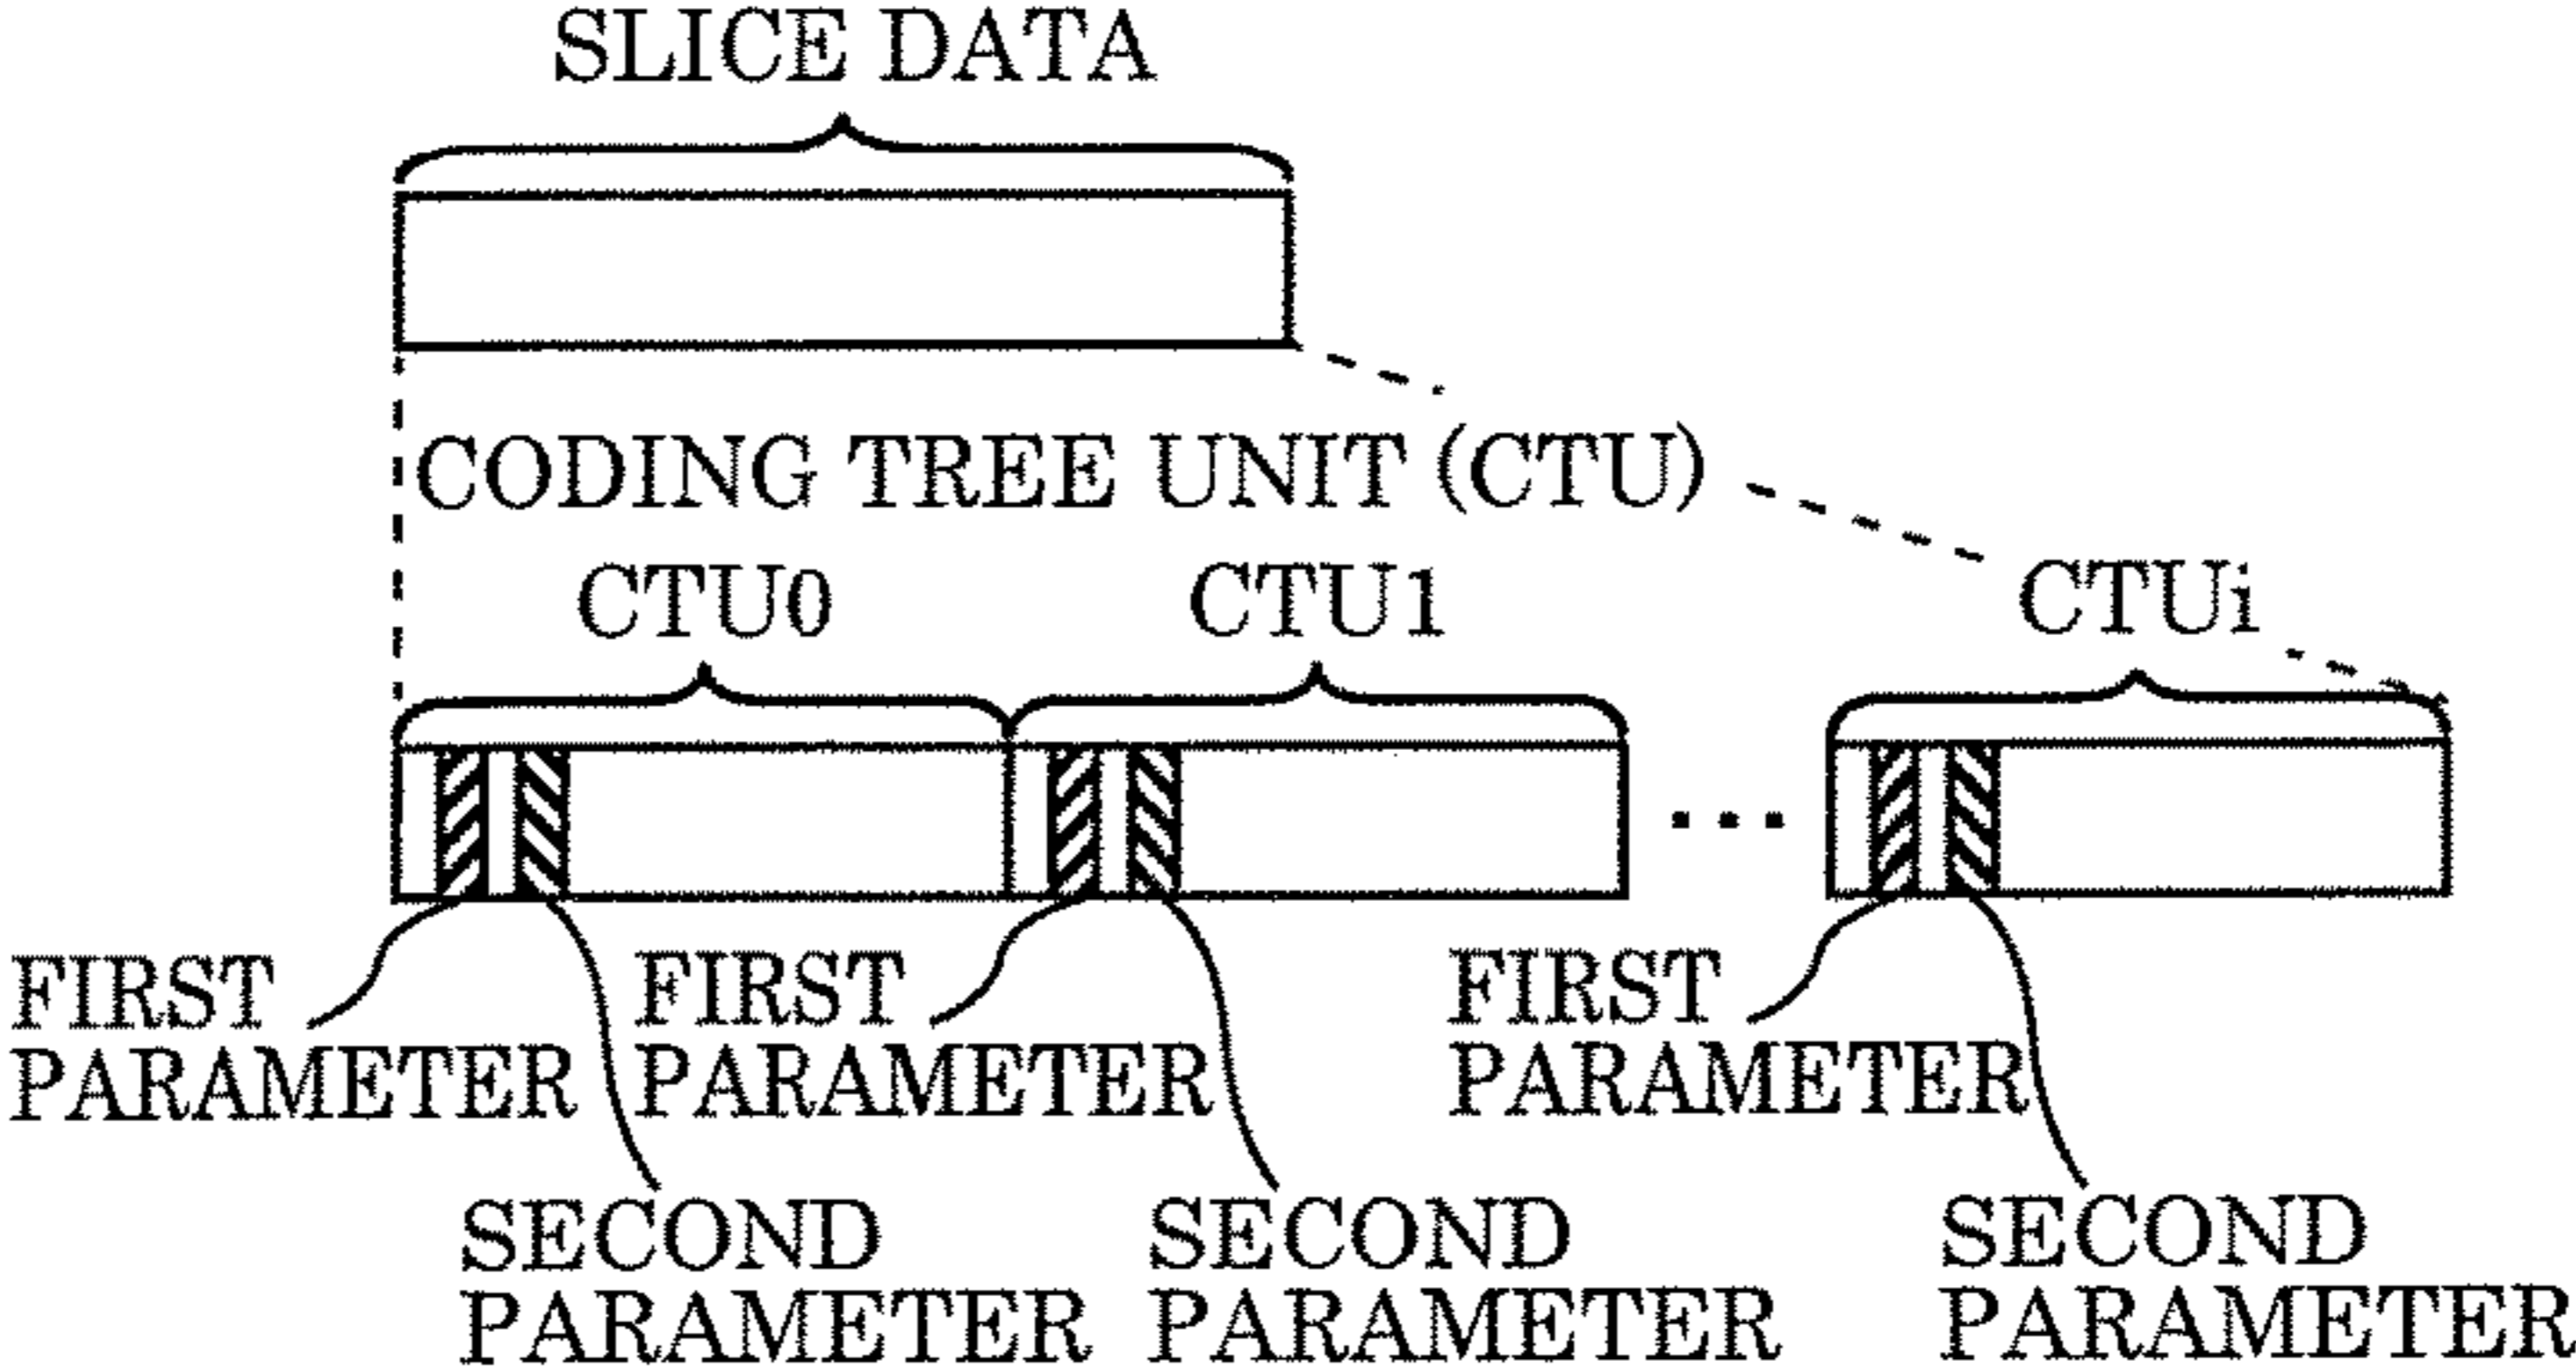 SLICE DATA
CODING TREE UNIT (CTU)
CTU0 CTU1 CTUi
FIRST PARAMETER
SECOND PARAMETER
FIRST PARAMETER
SECOND PARAMETER
FIRST PARAMETER
SECOND PARAMETER